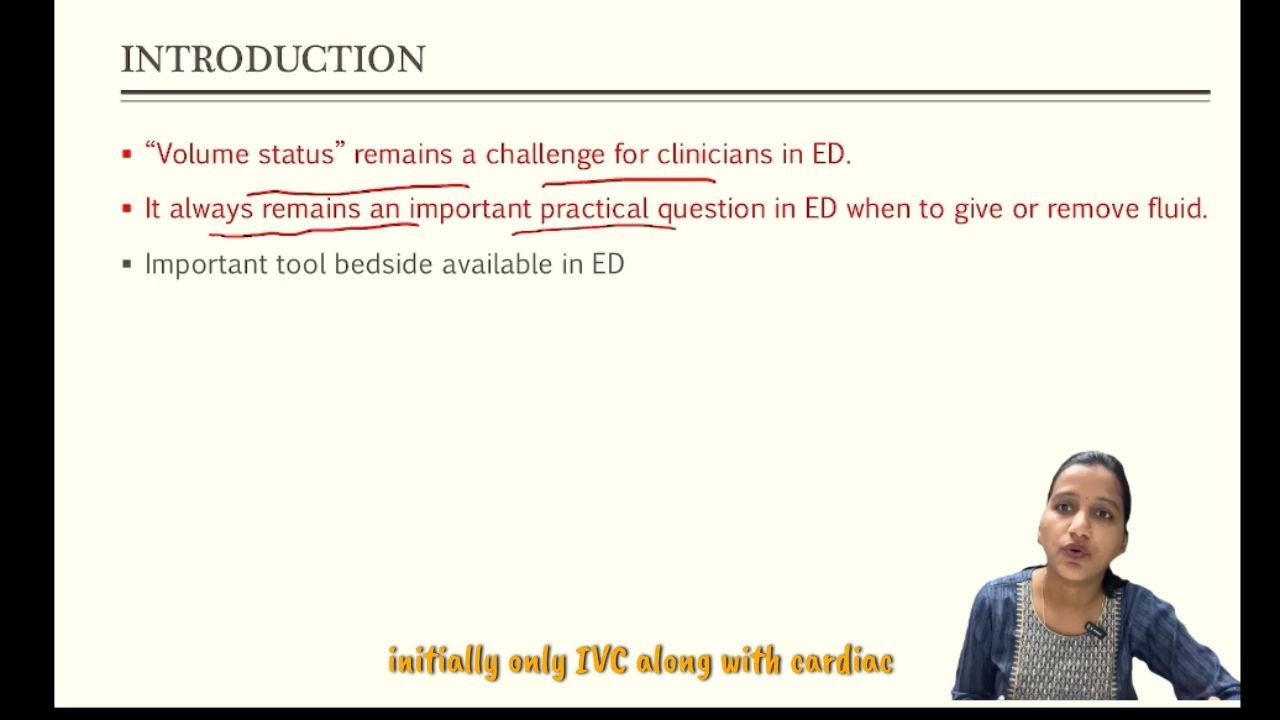 INTRODUCTION
▪ “Volume status” remains a challenge for clinicians in ED.
▪ It always remains an important practical question in ED when to give or remove fluid.
▪ Important tool bedside available in ED
initially only IVC along with cardiac